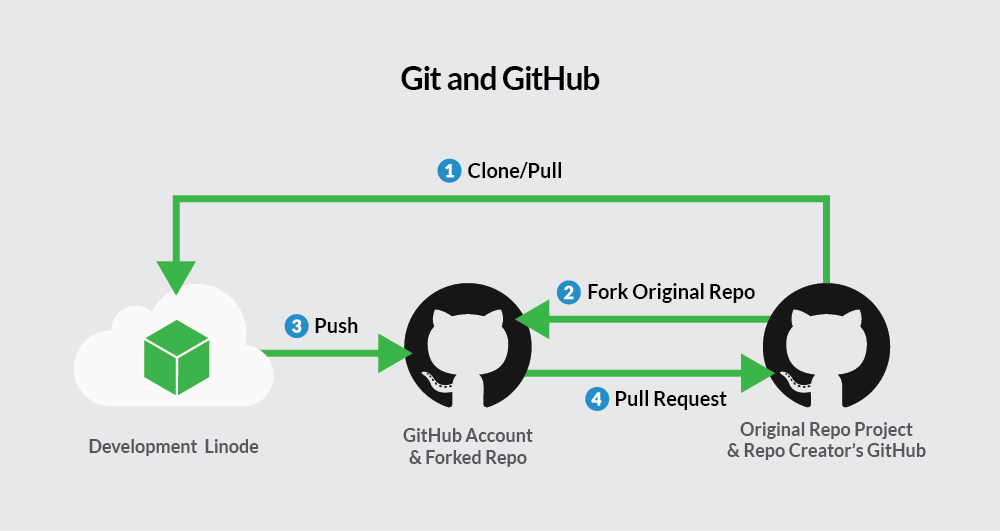 Git and GitHub
1 Clone/Pull
2 Fork Original Repo
3 Push
4 Pull Request
Development Linode
GitHub Account
& Forked Repo
Original Repo Project
& Repo Creator's GitHub